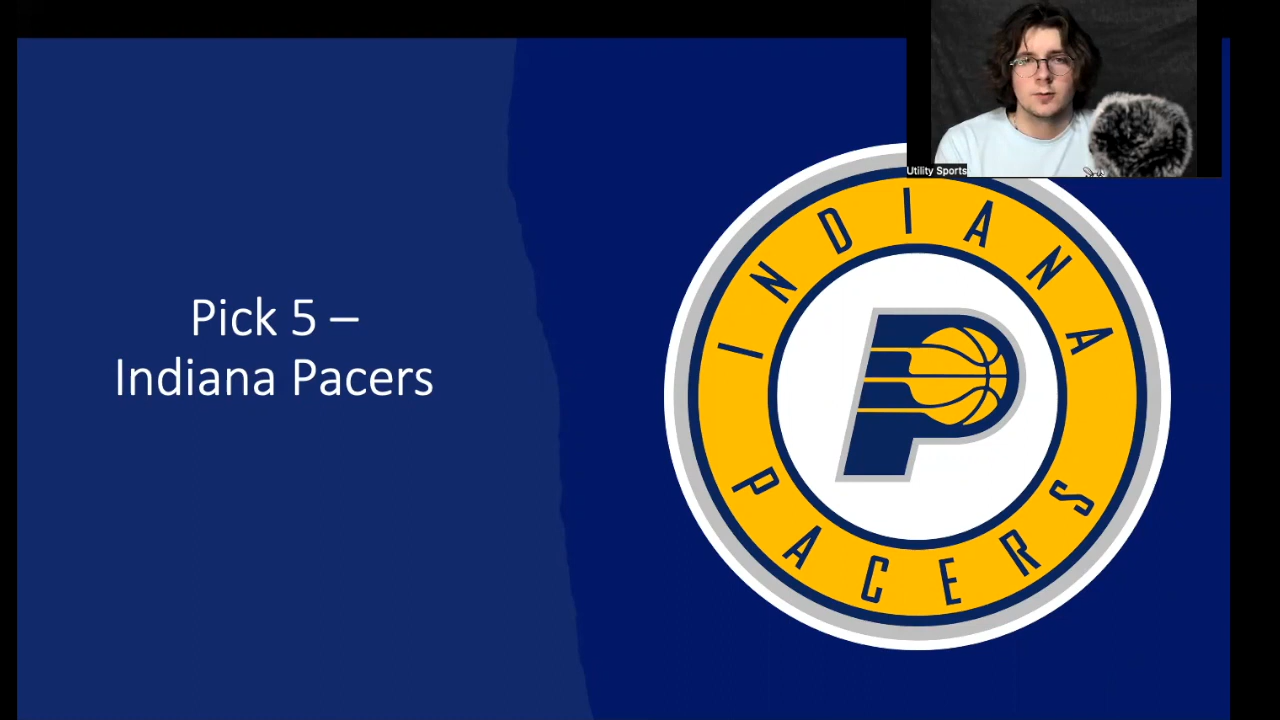 Utility Sports
Pick 5 –
Indiana Pacers
INDIANA
PACERS